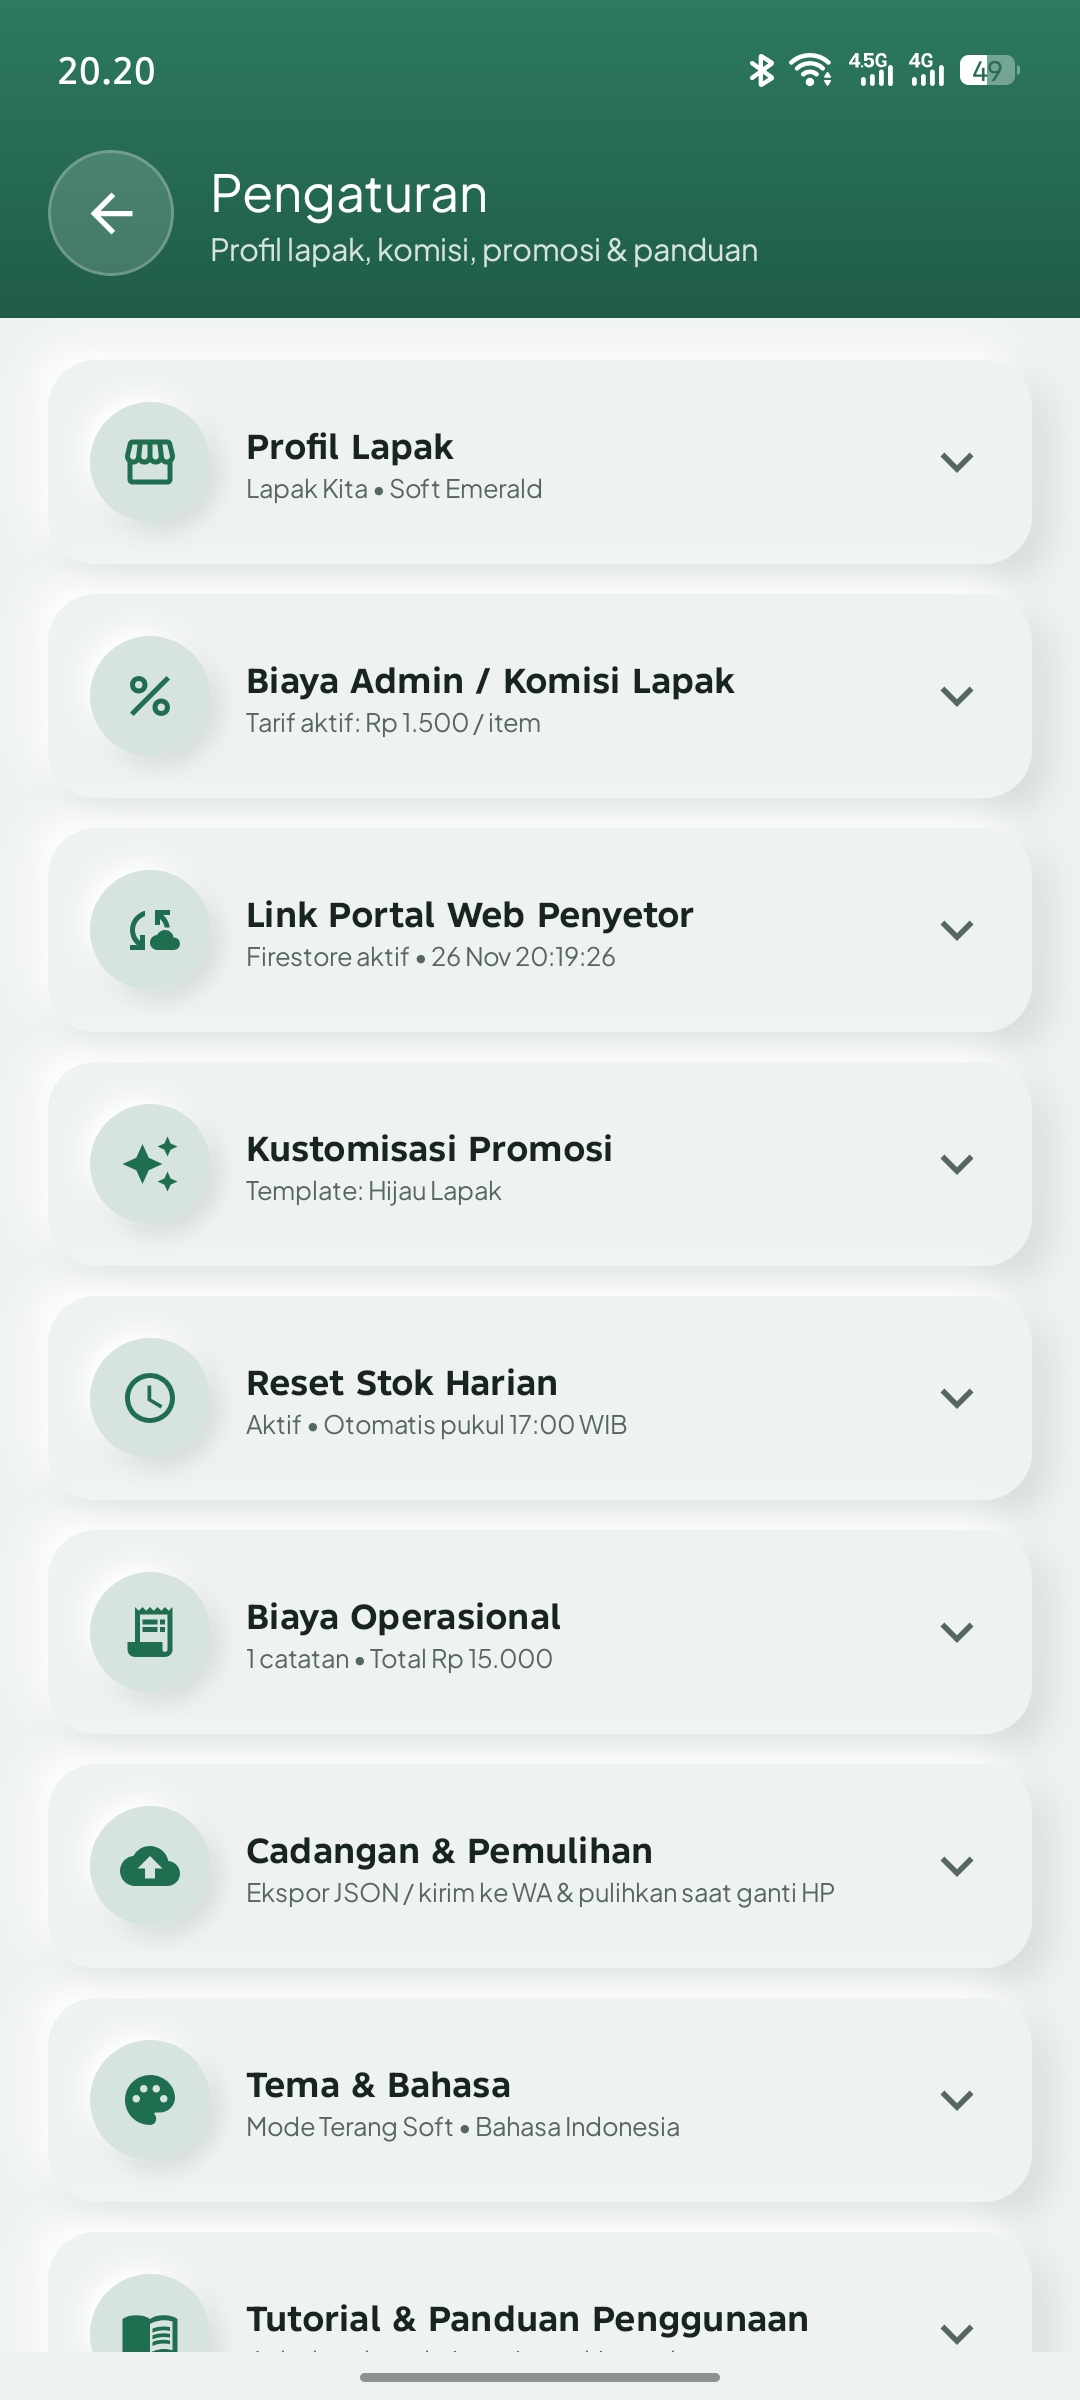 20.20
4.5G 4G 49
Pengaturan
Profil lapak, komisi, promosi & panduan
Profil Lapak
Lapak Kita • Soft Emerald
Biaya Admin / Komisi Lapak
Tarif aktif: Rp 1.500 / item
Link Portal Web Penyetor
Firestore aktif • 26 Nov 20:19:26
Kustomisasi Promosi
Template: Hijau Lapak
Reset Stok Harian
Aktif • Otomatis pukul 17:00 WIB
Biaya Operasional
1 catatan • Total Rp 15.000
Cadangan & Pemulihan
Ekspor JSON / kirim ke WA & pulihkan saat ganti HP
Tema & Bahasa
Mode Terang Soft • Bahasa Indonesia
Tutorial & Panduan Penggunaan